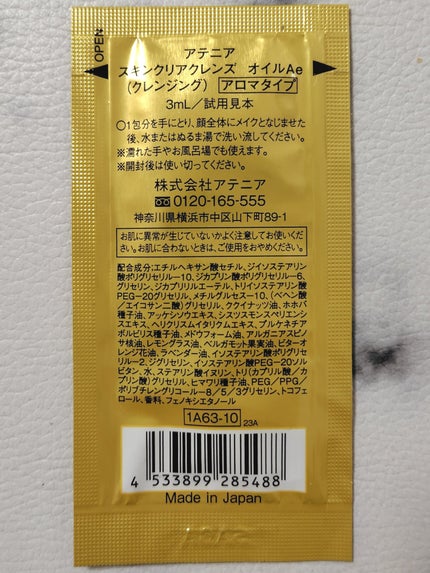 OPEN
アテニア
スキンクリアクレンズ オイルAe
(クレンジング) アロマタイプ
3mL/試用見本
○1包分を手にとり、顔全体にメイクとなじませた
後、水またはぬるま湯で洗い流してください。
※濡れた手やお風呂場でも使えます。
※開封後は使い切ってください。
株式会社アテニア
0120-165-555
神奈川県横浜市中区山下町89-1
お肌に異常が生じていないかよく注意してお使いくだ
さい。お肌に合わないときは、ご使用をおやめください。
配合成分:エチルヘキサン酸セチル、ジイソステアリン
酸ポリグリセリル-10、ジカプリン酸ポリグリセリル-6、
グリセリン、ジカプリリルエーテル、トリイソステアリン酸
PEG-20グリセリル、メチルグルセス-10、(ベヘン酸
/エイコサン二酸)グリセリル、ククイナッツ油、ホホバ
種子油、アッケシソウエキス、シスツスモンスペリエンシ
スエキス、ヘリクリスムイタリクムエキス、プルケネチア
ボルビリス種子油、メドウフォーム油、アルガニアスピノ
サ核油、レモングラス油、ベルガモット果実油、ビターオ
レンジ花油、ラベンダー油、イソステアリン酸ポリグリセ
リル-2、ジグリセリン、イソステアリン酸PEG-20ソル
ビタン、水、ステアリン酸イヌリン、トリ(カプリル酸/カ
プリン酸)グリセリル、ヒマワリ種子油、PEG/PPG/
ポリブチレングリコール-8/5/3グリセリン、トコフェ
ロール、香料、フェノキシエタノール
1A63-10 23A
4 533899 285488
Made in Japan